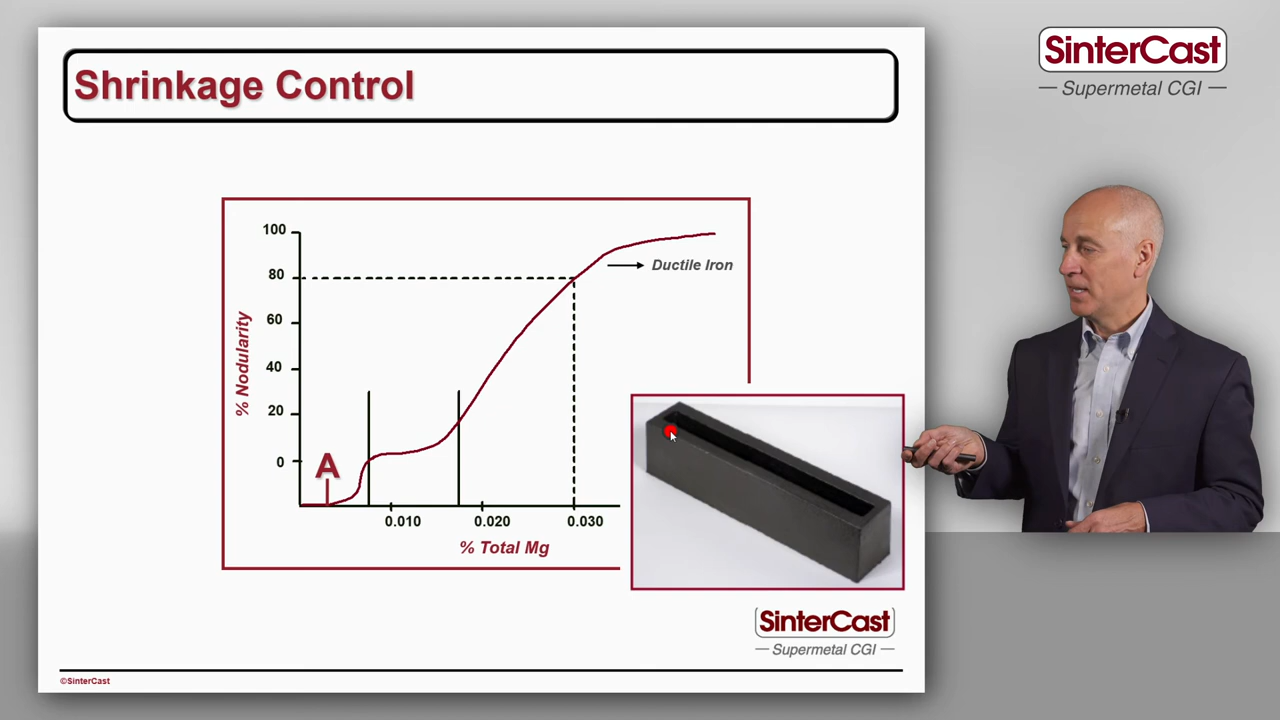 Shrinkage Control
SinterCast
Supermetal CGI
100
80
60
40
20
0
% Nodularity
Ductile Iron
A
0.010
0.020
0.030
% Total Mg
SinterCast
Supermetal CGI
©SinterCast